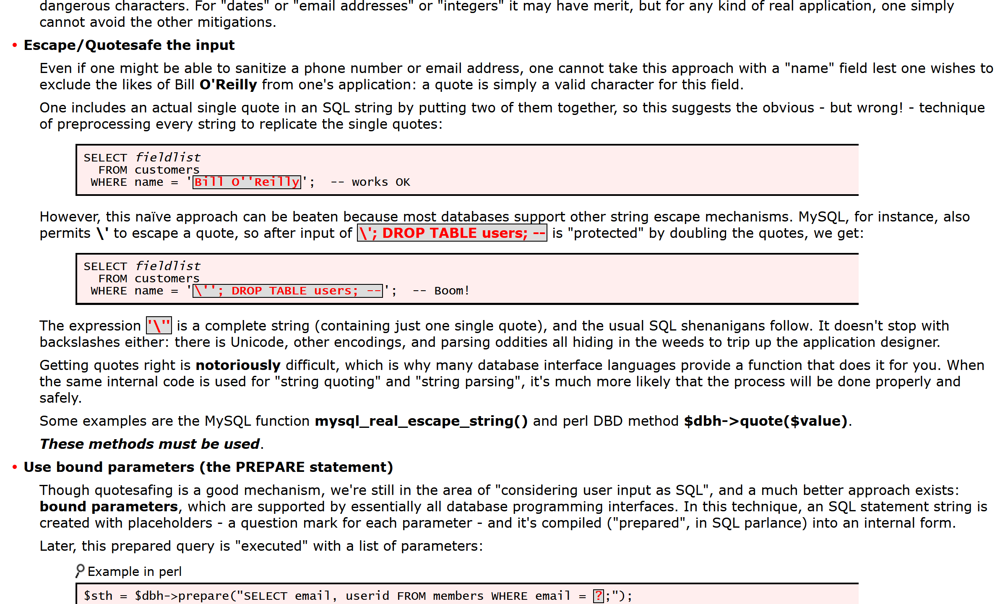 dangerous characters. For "dates" or "email addresses" or "integers" it may have merit, but for any kind of real application, one simply
cannot avoid the other mitigations.
• Escape/Quotesafe the input
Even if one might be able to sanitize a phone number or email address, one cannot take this approach with a "name" field lest one wishes to
exclude the likes of Bill O'Reilly from one's application: a quote is simply a valid character for this field.
One includes an actual single quote in an SQL string by putting two of them together, so this suggests the obvious - but wrong! - technique
of preprocessing every string to replicate the single quotes:
SELECT fieldlist
  FROM customers
 WHERE name = 'Bill O''Reilly';  -- works OK
However, this naïve approach can be beaten because most databases support other string escape mechanisms. MySQL, for instance, also
permits \' to escape a quote, so after input of \'; DROP TABLE users; -- is "protected" by doubling the quotes, we get:
SELECT fieldlist
  FROM customers
 WHERE name = '\''; DROP TABLE users; --';  -- Boom!
The expression '\'' is a complete string (containing just one single quote), and the usual SQL shenanigans follow. It doesn't stop with
backslashes either: there is Unicode, other encodings, and parsing oddities all hiding in the weeds to trip up the application designer.
Getting quotes right is notoriously difficult, which is why many database interface languages provide a function that does it for you. When
the same internal code is used for "string quoting" and "string parsing", it's much more likely that the process will be done properly and
safely.
Some examples are the MySQL function mysql_real_escape_string() and perl DBD method $dbh->quote($value).
These methods must be used.
• Use bound parameters (the PREPARE statement)
Though quotesafing is a good mechanism, we're still in the area of "considering user input as SQL", and a much better approach exists:
bound parameters, which are supported by essentially all database programming interfaces. In this technique, an SQL statement string is
created with placeholders - a question mark for each parameter - and it's compiled ("prepared", in SQL parlance) into an internal form.
Later, this prepared query is "executed" with a list of parameters:
Example in perl
$sth = $dbh->prepare("SELECT email, userid FROM members WHERE email = ?;");